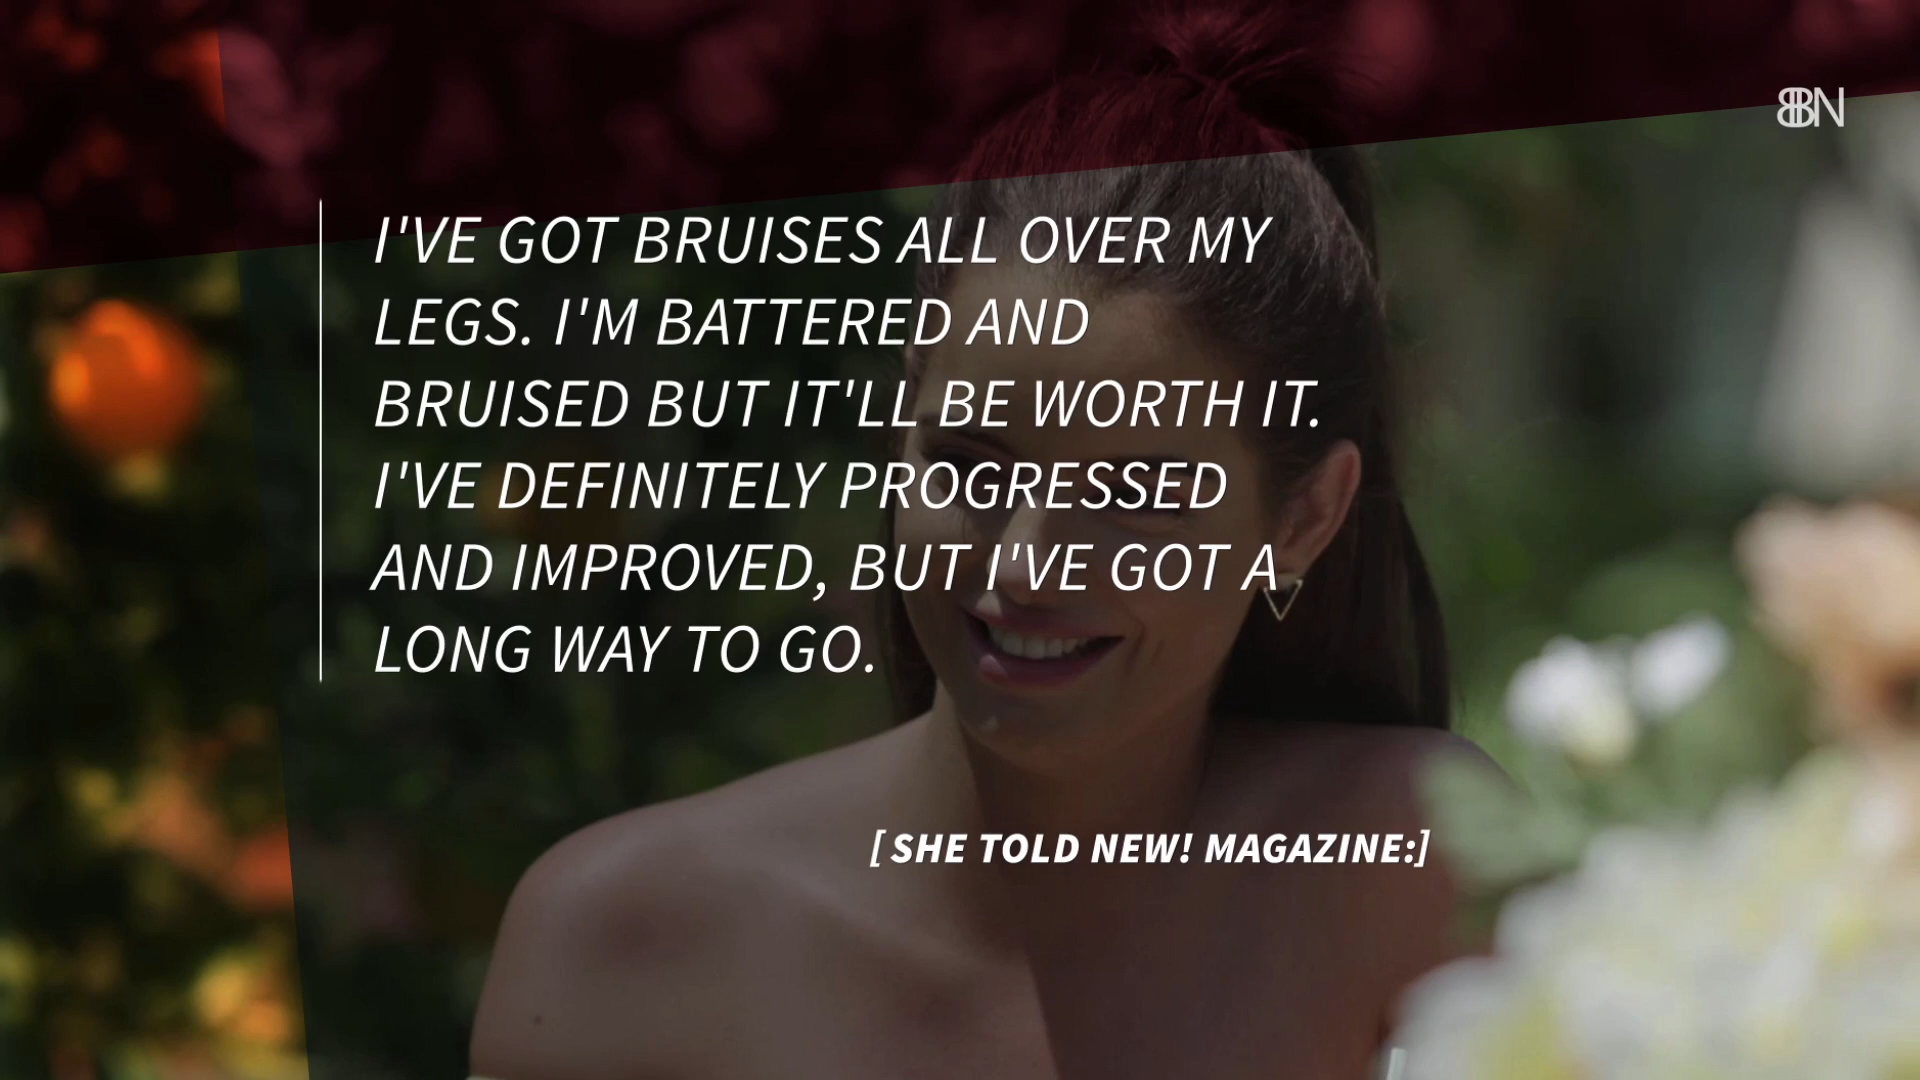 BBN
I'VE GOT BRUISES ALL OVER MY
LEGS. I'M BATTERED AND
BRUISED BUT IT'LL BE WORTH IT.
I'VE DEFINITELY PROGRESSED
AND IMPROVED, BUT I'VE GOT A
LONG WAY TO GO.
[ SHE TOLD NEW! MAGAZINE:]